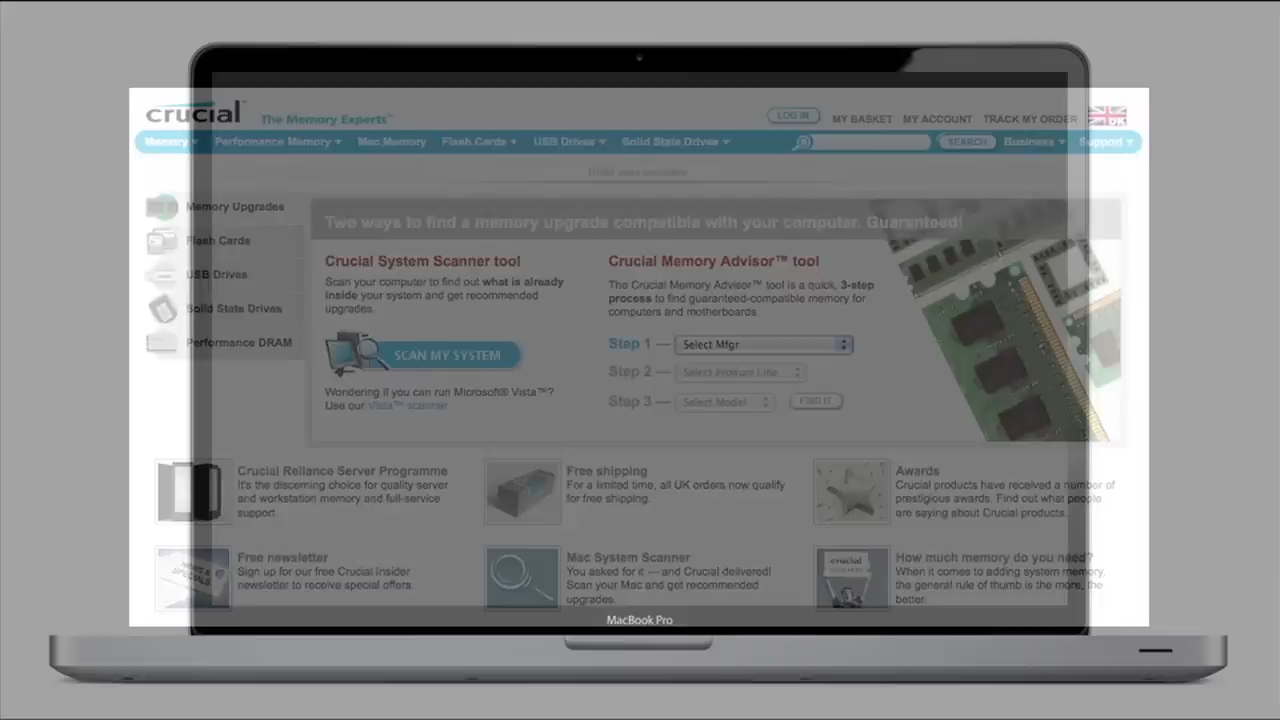 crucial
The Memory Experts™
LOG IN
MY BASKET MY ACCOUNT TRACK MY ORDER
UK
Memory Performance Memory Mac Memory Flash Cards USB Drives Solid State Drives SEARCH Business Support
Memory Upgrades
Flash Cards
USB Drives
Solid State Drives
Performance DRAM
Two ways to find a memory upgrade compatible with your computer. Guaranteed!
Crucial System Scanner tool
Scan your computer to find out what is already
inside your system and get recommended
upgrades.
SCAN MY SYSTEM
Wondering if you can run Microsoft® Vista™?
Use our Vista™ scanner
Crucial Memory Advisor™ tool
The Crucial Memory Advisor™ tool is a quick, 3-step
process to find guaranteed-compatible memory for
computers and motherboards.
Step 1 — Select Mfgr
Step 2 — Select Product Line
Step 3 — Select Model FIND IT
Crucial Reliance Server Programme
It's the discerning choice for quality server
and workstation memory and full-service
support.
Free shipping
For a limited time, all UK orders now qualify
for free shipping.
Awards
Crucial products have received a number of
prestigious awards. Find out what people
are saying about Crucial products.
Free newsletter
Sign up for our free Crucial Insider
newsletter to receive special offers.
Mac System Scanner
You asked for it — and Crucial delivered!
Scan your Mac and get recommended
upgrades.
crucial
How much memory do you need?
When it comes to adding system memory,
the general rule of thumb is the more, the
better.
MacBook Pro